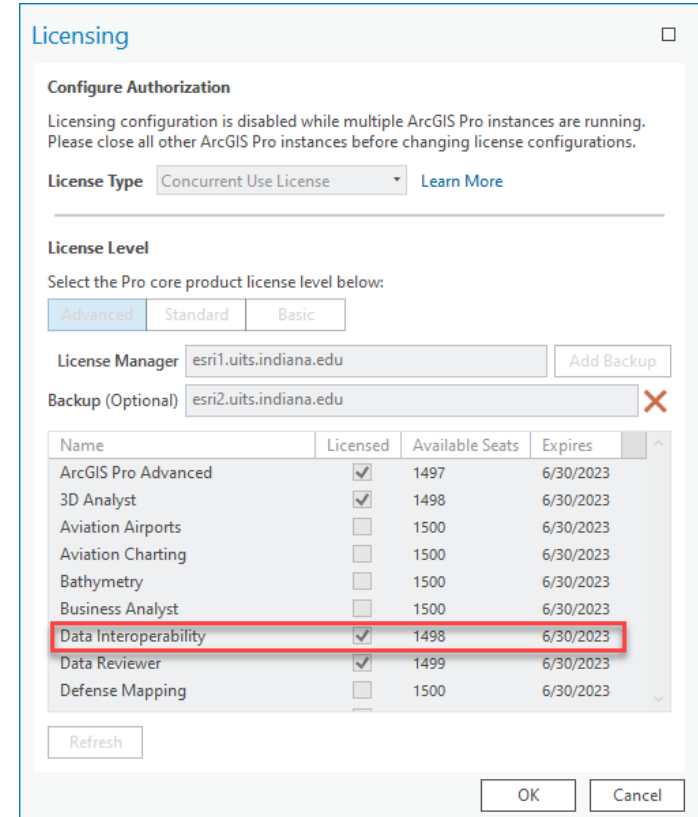 Licensing
Configure Authorization
Licensing configuration is disabled while multiple ArcGIS Pro instances are running.
Please close all other ArcGIS Pro instances before changing license configurations.
License Type Concurrent Use License Learn More
License Level
Select the Pro core product license level below:
Advanced Standard Basic
License Manager esri1.uits.indiana.edu Add Backup
Backup (Optional) esri2.uits.indiana.edu
Name Licensed Available Seats Expires
ArcGIS Pro Advanced 1497 6/30/2023
3D Analyst 1498 6/30/2023
Aviation Airports 1500 6/30/2023
Aviation Charting 1500 6/30/2023
Bathymetry 1500 6/30/2023
Business Analyst 1500 6/30/2023
Data Interoperability 1498 6/30/2023
Data Reviewer 1499 6/30/2023
Defense Mapping 1500 6/30/2023
Refresh
OK Cancel